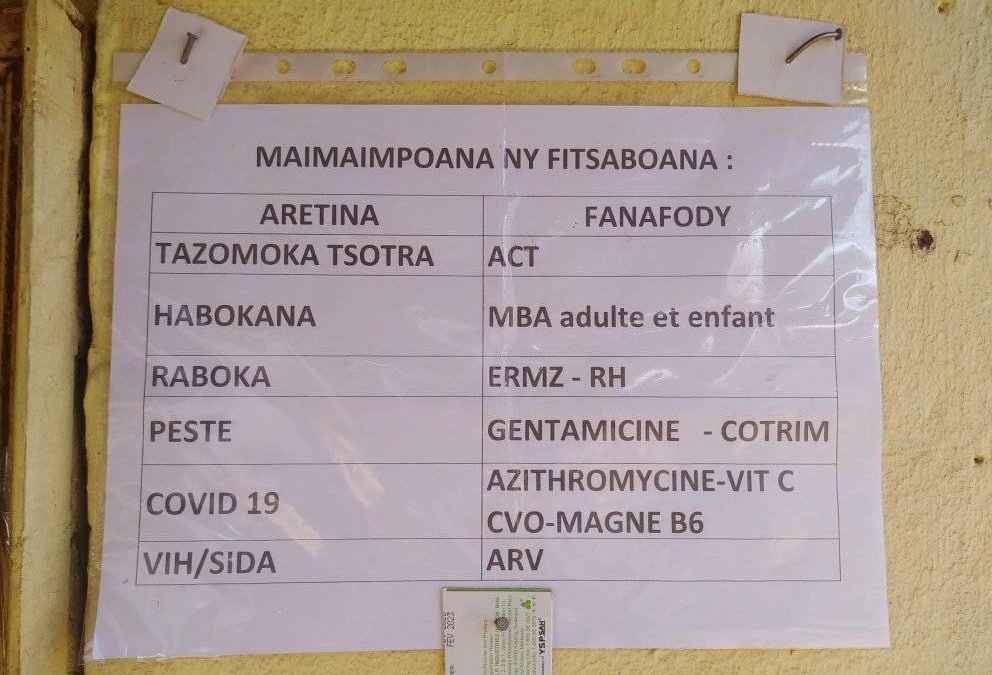 MAIMAIMPOANA NY FITSABOANA :
ARETINA FANAFODY
TAZOMOKA TSOTRA ACT
HABOKANA MBA adulte et enfant
RABOKA ERMZ - RH
PESTE GENTAMICINE - COTRIM
COVID 19 AZITHROMYCINE-VIT C
CVO-MAGNE B6
VIH/SIDA ARV
FEV 2023
YSPSAH